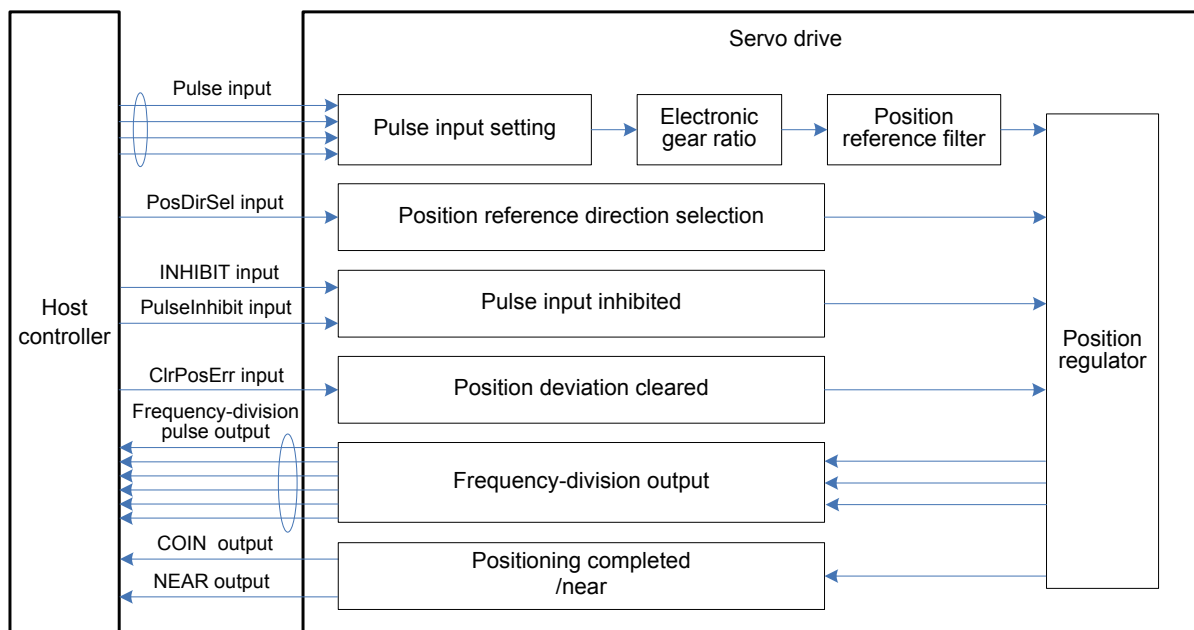 Servo drive
Pulse input
Pulse input setting
Electronic
gear ratio
Position
reference filter
PosDirSel input
Position reference direction selection
INHIBIT input
PulseInhibit input
Pulse input inhibited
Host
controller
Position
regulator
ClrPosErr input
Position deviation cleared
Frequency-division
pulse output
Frequency-division output
COIN output
NEAR output
Positioning completed
/near